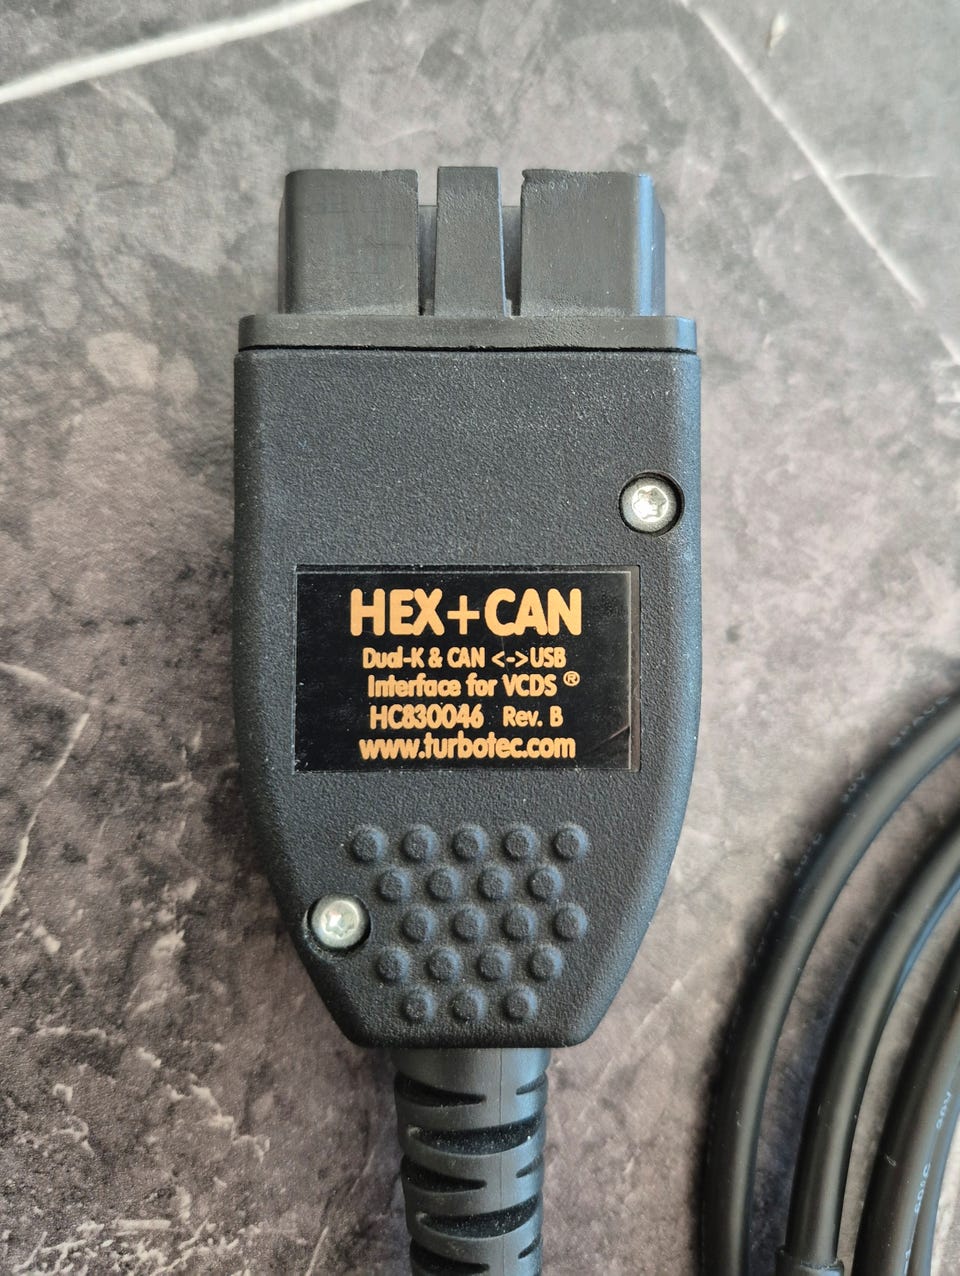 HEX+CAN
Dual-K & CAN <->USB
Interface for VCDS ®
HC830046 Rev. B
www.turbotec.com